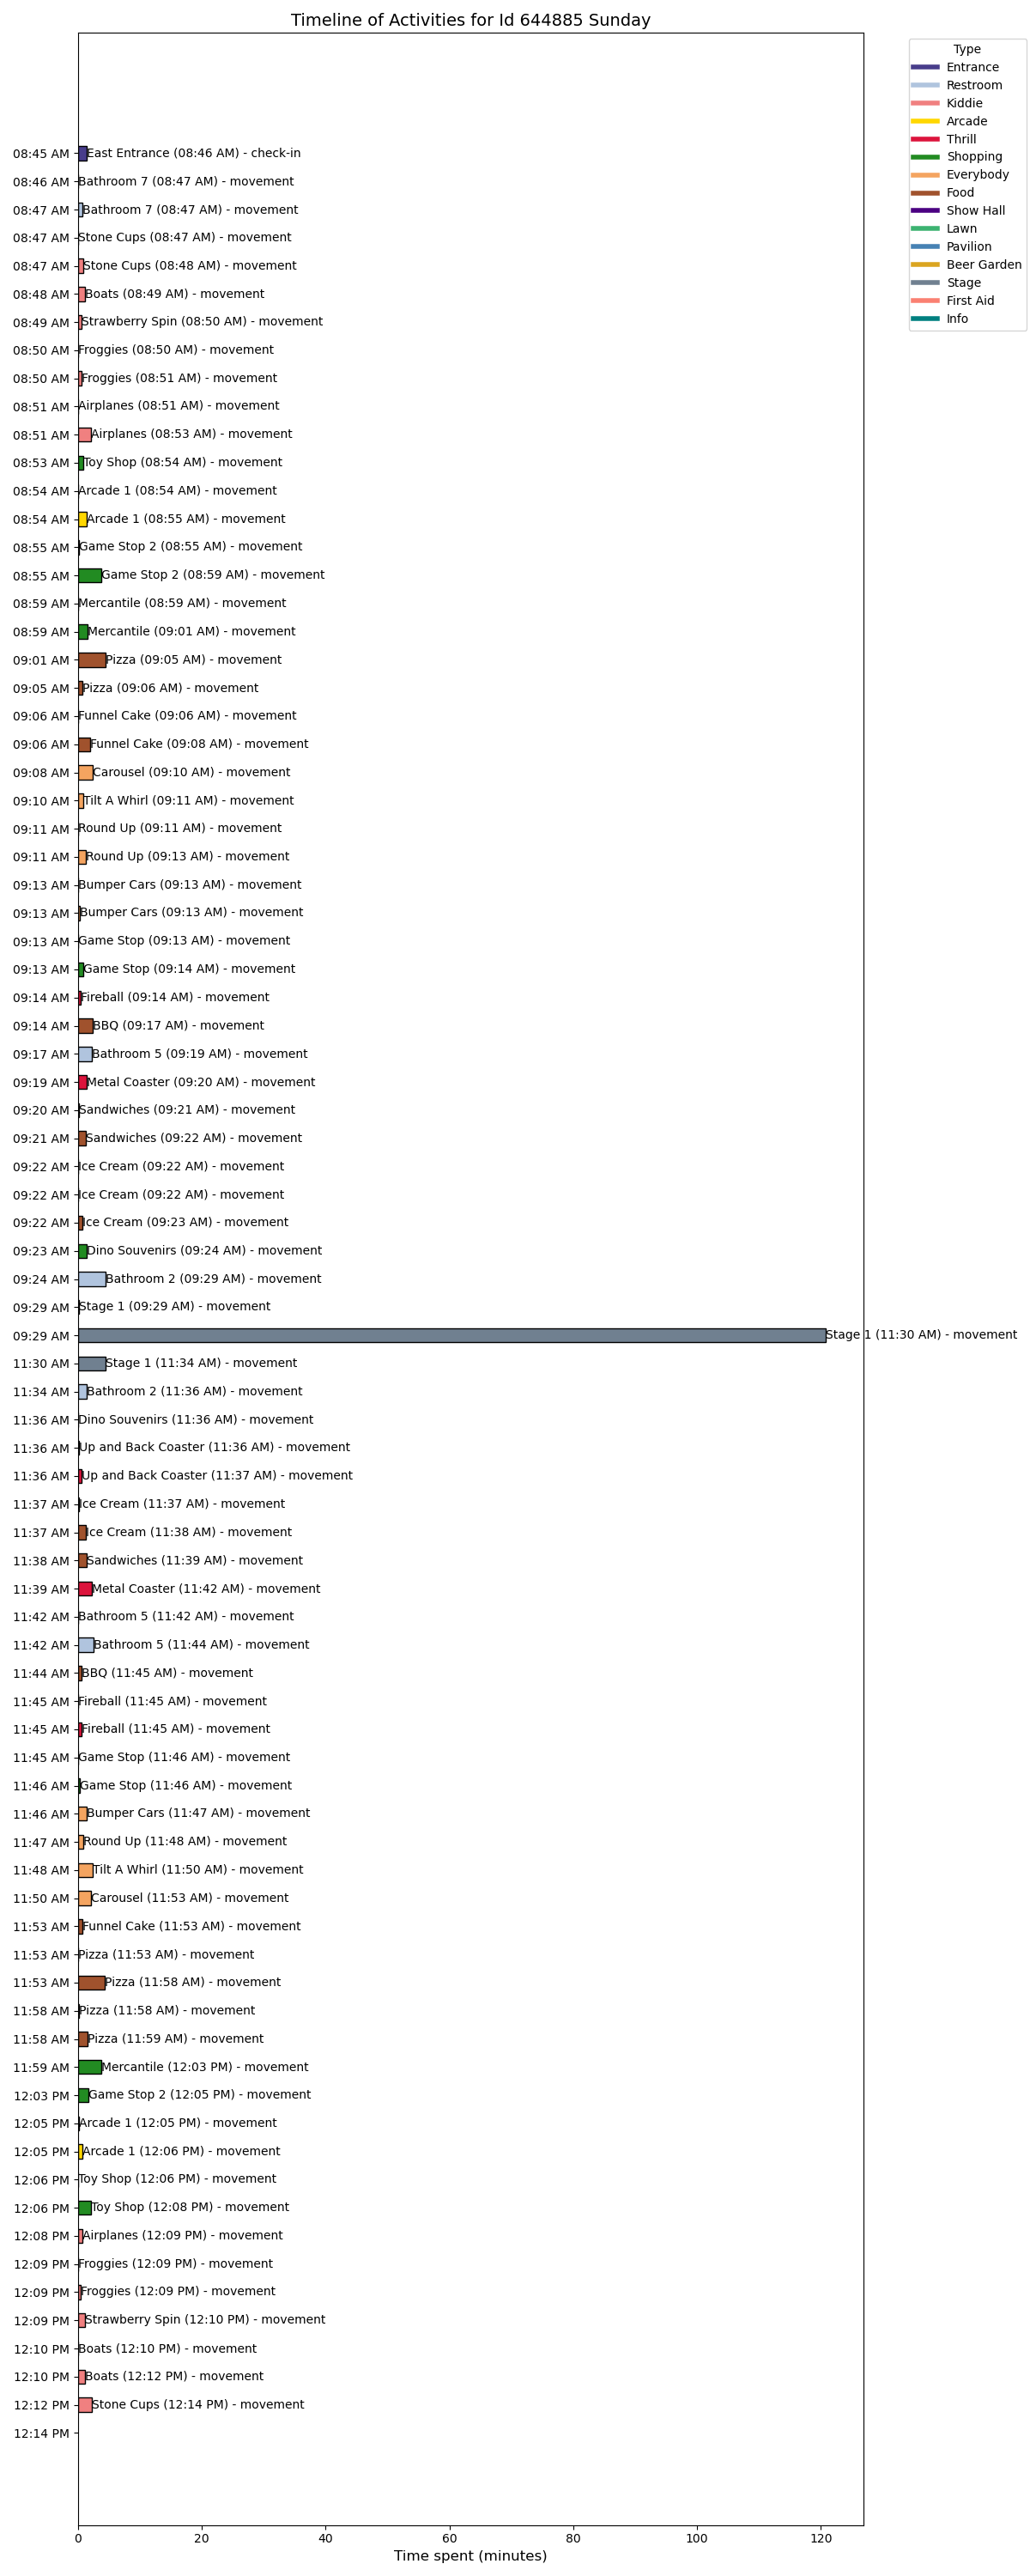 Timeline of Activities for Id 644885 Sunday
Type
Entrance
Restroom
Kiddie
Arcade
Thrill
Shopping
Everybody
Food
Show Hall
Lawn
Pavilion
Beer Garden
Stage
First Aid
Info
08:45 AM East Entrance (08:46 AM) - check-in
08:46 AM Bathroom 7 (08:47 AM) - movement
08:47 AM Bathroom 7 (08:47 AM) - movement
08:47 AM Stone Cups (08:47 AM) - movement
08:47 AM Stone Cups (08:48 AM) - movement
08:48 AM Boats (08:49 AM) - movement
08:49 AM Strawberry Spin (08:50 AM) - movement
08:50 AM Froggies (08:50 AM) - movement
08:50 AM Froggies (08:51 AM) - movement
08:51 AM Airplanes (08:51 AM) - movement
08:51 AM Airplanes (08:53 AM) - movement
08:53 AM Toy Shop (08:54 AM) - movement
08:54 AM Arcade 1 (08:54 AM) - movement
08:54 AM Arcade 1 (08:55 AM) - movement
08:55 AM Game Stop 2 (08:55 AM) - movement
08:55 AM Game Stop 2 (08:59 AM) - movement
08:59 AM Mercantile (08:59 AM) - movement
08:59 AM Mercantile (09:01 AM) - movement
09:01 AM Pizza (09:05 AM) - movement
09:05 AM Pizza (09:06 AM) - movement
09:06 AM Funnel Cake (09:06 AM) - movement
09:06 AM Funnel Cake (09:08 AM) - movement
09:08 AM Carousel (09:10 AM) - movement
09:10 AM Tilt A Whirl (09:11 AM) - movement
09:11 AM Round Up (09:11 AM) - movement
09:11 AM Round Up (09:13 AM) - movement
09:13 AM Bumper Cars (09:13 AM) - movement
09:13 AM Bumper Cars (09:13 AM) - movement
09:13 AM Game Stop (09:13 AM) - movement
09:13 AM Game Stop (09:14 AM) - movement
09:14 AM Fireball (09:14 AM) - movement
09:14 AM BBQ (09:17 AM) - movement
09:17 AM Bathroom 5 (09:19 AM) - movement
09:19 AM Metal Coaster (09:20 AM) - movement
09:20 AM Sandwiches (09:21 AM) - movement
09:21 AM Sandwiches (09:22 AM) - movement
09:22 AM Ice Cream (09:22 AM) - movement
09:22 AM Ice Cream (09:22 AM) - movement
09:22 AM Ice Cream (09:23 AM) - movement
09:23 AM Dino Souvenirs (09:24 AM) - movement
09:24 AM Bathroom 2 (09:29 AM) - movement
09:29 AM Stage 1 (09:29 AM) - movement
09:29 AM Stage 1 (11:30 AM) - movement
11:30 AM Stage 1 (11:34 AM) - movement
11:34 AM Bathroom 2 (11:36 AM) - movement
11:36 AM Dino Souvenirs (11:36 AM) - movement
11:36 AM Up and Back Coaster (11:36 AM) - movement
11:36 AM Up and Back Coaster (11:37 AM) - movement
11:37 AM Ice Cream (11:37 AM) - movement
11:37 AM Ice Cream (11:38 AM) - movement
11:38 AM Sandwiches (11:39 AM) - movement
11:39 AM Metal Coaster (11:42 AM) - movement
11:42 AM Bathroom 5 (11:42 AM) - movement
11:42 AM Bathroom 5 (11:44 AM) - movement
11:44 AM BBQ (11:45 AM) - movement
11:45 AM Fireball (11:45 AM) - movement
11:45 AM Fireball (11:45 AM) - movement
11:45 AM Game Stop (11:46 AM) - movement
11:46 AM Game Stop (11:46 AM) - movement
11:46 AM Bumper Cars (11:47 AM) - movement
11:47 AM Round Up (11:48 AM) - movement
11:48 AM Tilt A Whirl (11:50 AM) - movement
11:50 AM Carousel (11:53 AM) - movement
11:53 AM Funnel Cake (11:53 AM) - movement
11:53 AM Pizza (11:53 AM) - movement
11:53 AM Pizza (11:58 AM) - movement
11:58 AM Pizza (11:58 AM) - movement
11:58 AM Pizza (11:59 AM) - movement
11:59 AM Mercantile (12:03 PM) - movement
12:03 PM Game Stop 2 (12:05 PM) - movement
12:05 PM Arcade 1 (12:05 PM) - movement
12:05 PM Arcade 1 (12:06 PM) - movement
12:06 PM Toy Shop (12:06 PM) - movement
12:06 PM Toy Shop (12:08 PM) - movement
12:08 PM Airplanes (12:09 PM) - movement
12:09 PM Froggies (12:09 PM) - movement
12:09 PM Froggies (12:09 PM) - movement
12:09 PM Strawberry Spin (12:10 PM) - movement
12:10 PM Boats (12:10 PM) - movement
12:10 PM Boats (12:12 PM) - movement
12:12 PM Stone Cups (12:14 PM) - movement
12:14 PM
0 20 40 60 80 100 120
Time spent (minutes)